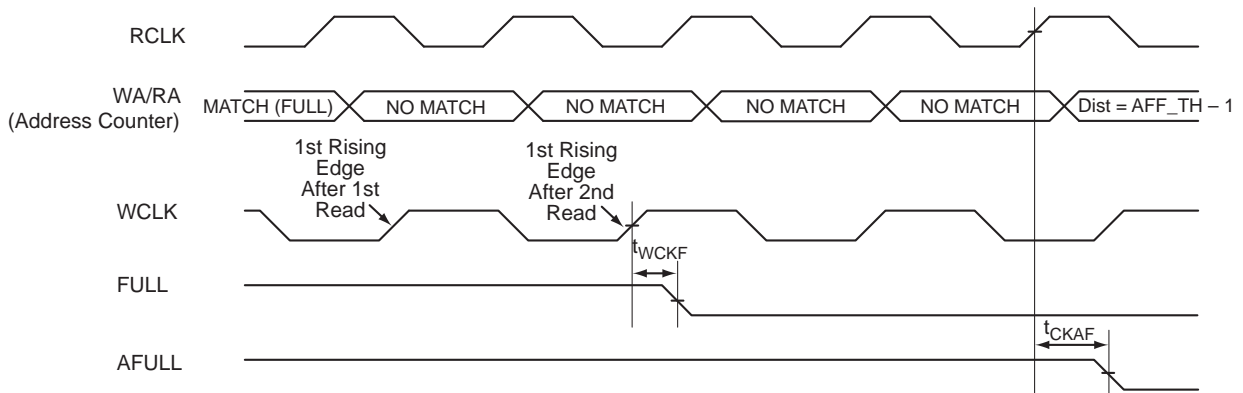 RCLK
WA/RA
(Address Counter)
MATCH (FULL)
NO MATCH
NO MATCH
NO MATCH
NO MATCH
Dist = AFF_TH – 1
1st Rising
Edge
After 1st
Read
1st Rising
Edge
After 2nd
Read
WCLK
tWCKF
FULL
tCKAF
AFULL